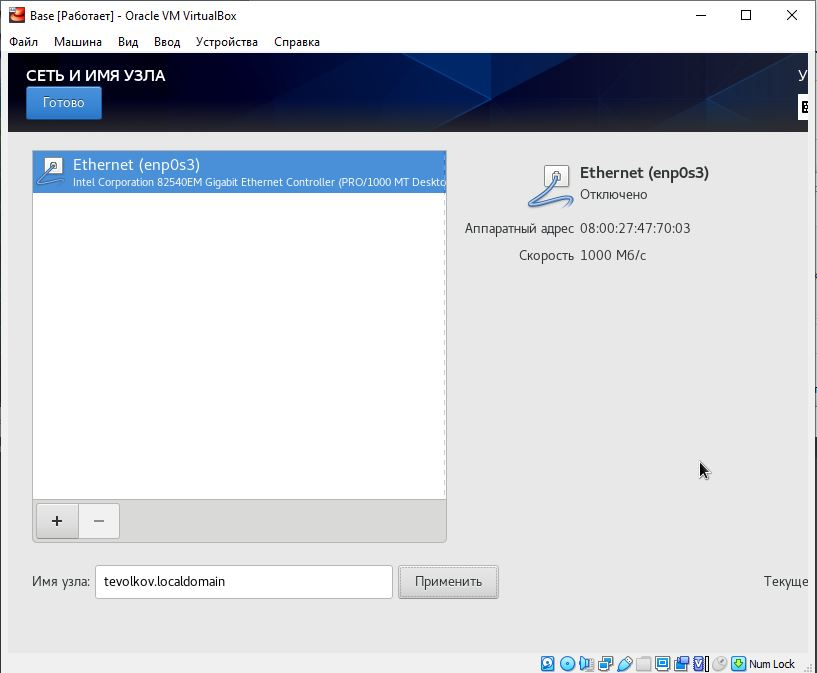 Base [Работает] - Oracle VM VirtualBox
Файл Машина Вид Ввод Устройства Справка
СЕТЬ И ИМЯ УЗЛА
У
Готово
Ethernet (enp0s3)
Intel Corporation 82540EM Gigabit Ethernet Controller (PRO/1000 MT Deskto
Ethernet (enp0s3)
Отключено
Аппаратный адрес 08:00:27:47:70:03
Скорость 1000 Мб/с
+ −
Имя узла: tevolkov.localdomain Применить Текуще
Num Lock